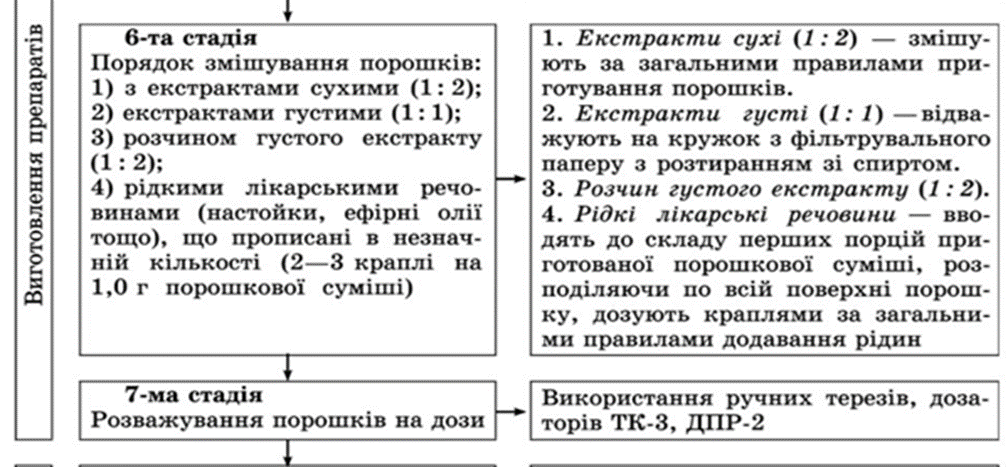 Виготовлення препаратів
6-та стадія
Порядок змішування порошків:
1) з екстрактами сухими (1 : 2);
2) екстрактами густими (1 : 1);
3) розчином густого екстракту
(1 : 2);
4) рідкими лікарськими речо-
винами (настойки, ефірні олії
тощо), що прописані в незнач-
ній кількості (2—3 краплі на
1,0 г порошкової суміші)
1. Екстракти сухі (1 : 2) — змішу-
ють за загальними правилами при-
готування порошків.
2. Екстракти густі (1 : 1) — відва-
жують на кружок з фільтрувального
паперу з розтиранням зі спиртом.
3. Розчин густого екстракту (1 : 2).
4. Рідкі лікарські речовини — вво-
дять до складу перших порцій при-
готованої порошкової суміші, роз-
поділяючи по всій поверхні порош-
ку, дозують краплями за загальни-
ми правилами додавання рідин
7-ма стадія
Розважування порошків на дози
Використання ручних терезів, доза-
торів ТК-3, ДПР-2